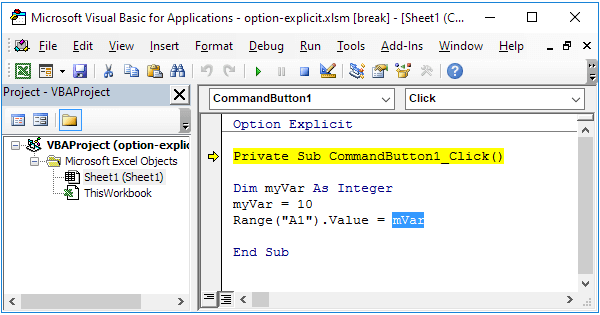 Microsoft Visual Basic for Applications - option-explicit.xlsm [break] - [Sheet1 (C...
File Edit View Insert Format Debug Run Tools Add-Ins Window Help
Project - VBAProject
VBAProject (option-explic
Microsoft Excel Objects
Sheet1 (Sheet1)
ThisWorkbook
CommandButton1 Click
Option Explicit
Private Sub CommandButton1_Click()
Dim myVar As Integer
myVar = 10
Range("A1").Value = mVar
End Sub